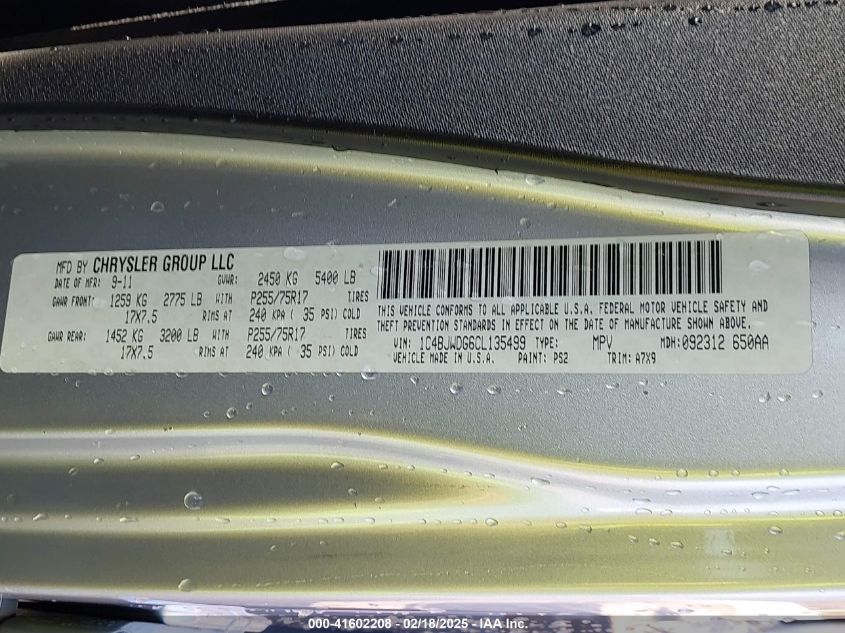 MFD BY CHRYSLER GROUP LLC
DATE OF MFR: 9-11 GVWR: 2450 KG 5400 LB
GAWR FRONT: 1259 KG 2775 LB WITH P255/75R17 TIRES
17X7.5 RIMS AT 240 KPA ( 35 PSI) COLD
GAWR REAR: 1452 KG 3200 LB WITH P255/75R17 TIRES
17X7.5 RIMS AT 240 KPA ( 35 PSI) COLD
THIS VEHICLE CONFORMS TO ALL APPLICABLE U.S.A. FEDERAL MOTOR VEHICLE SAFETY AND
THEFT PREVENTION STANDARDS IN EFFECT ON THE DATE OF MANUFACTURE SHOWN ABOVE.
VIN: 1C4BJWDG6CL135499 TYPE: MPV MDH:092312 650AA
VEHICLE MADE IN U.S.A. PAINT: PS2 TRIM: A7X9
000-41602208 - 02/18/2025 - IAA Inc.